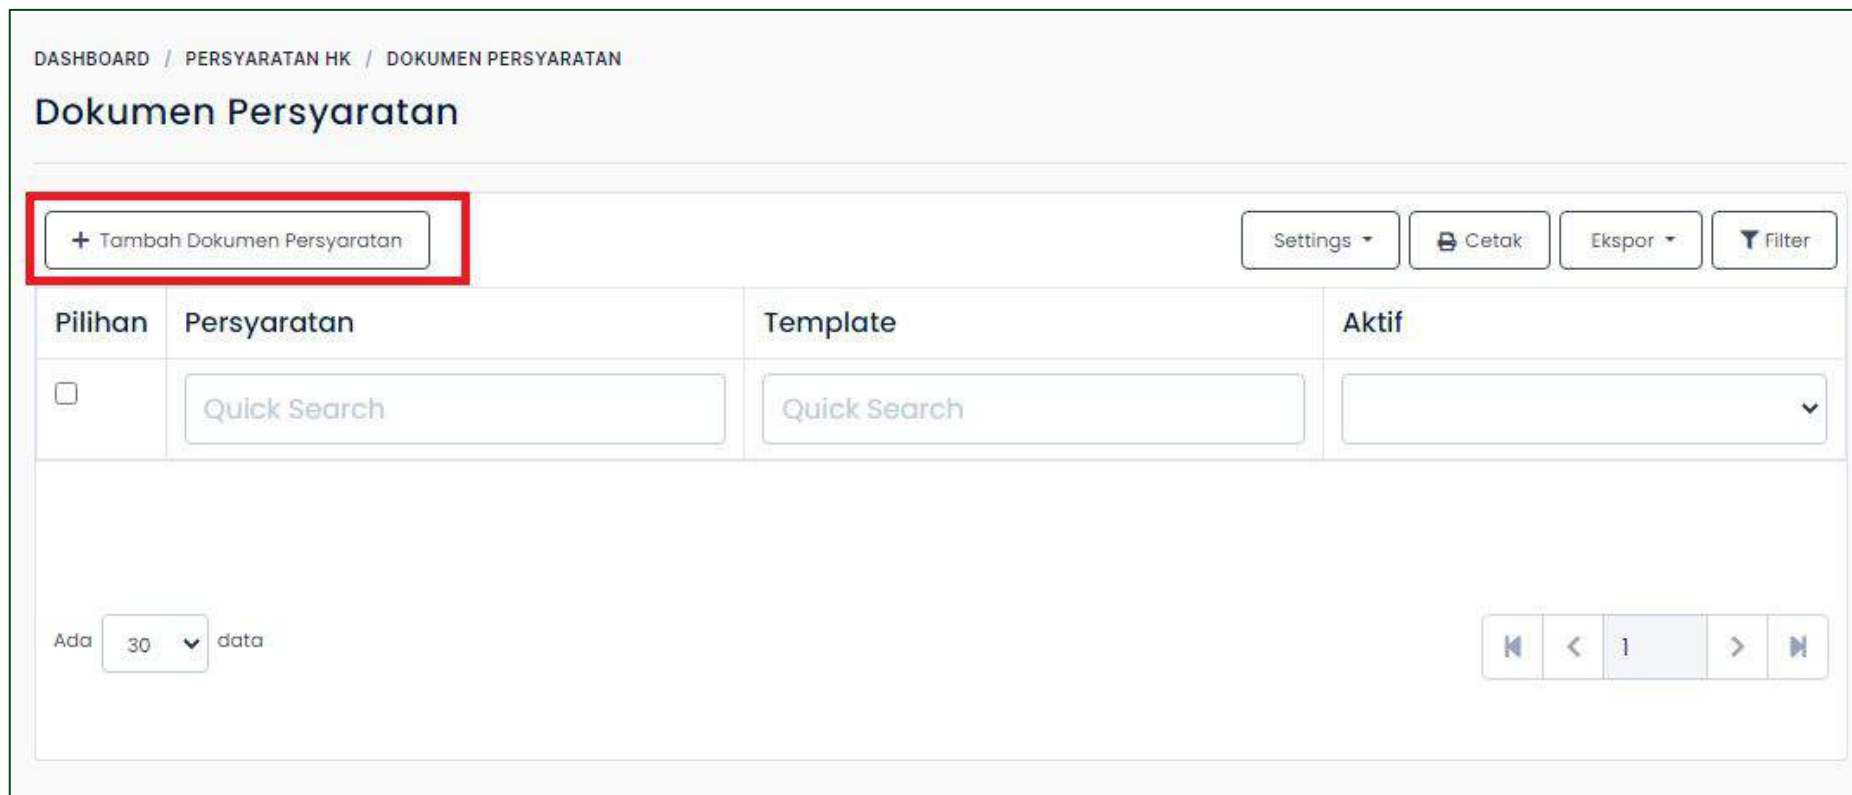 DASHBOARD / PERSYARATAN HK / DOKUMEN PERSYARATAN
Dokumen Persyaratan
+ Tambah Dokumen Persyaratan Settings Cetak Ekspor Filter
Pilihan Persyaratan Template Aktif
Quick Search Quick Search
Ada 30 data 1